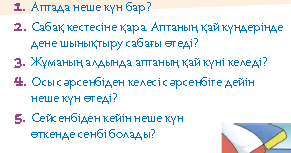 1. Аптада неше күн бар?
2. Сабақ кестесіне қара. Аптаның қай күндерінде
дене шынықтыру сабағы өтеді?
3. Жұманың алдында аптаның қай күні келеді?
4. Осы сәрсенбіден келесі сәрсенбіге дейін
неше күн өтеді?
5. Сейсенбіден кейін неше күн
өткенде сенбі болады?